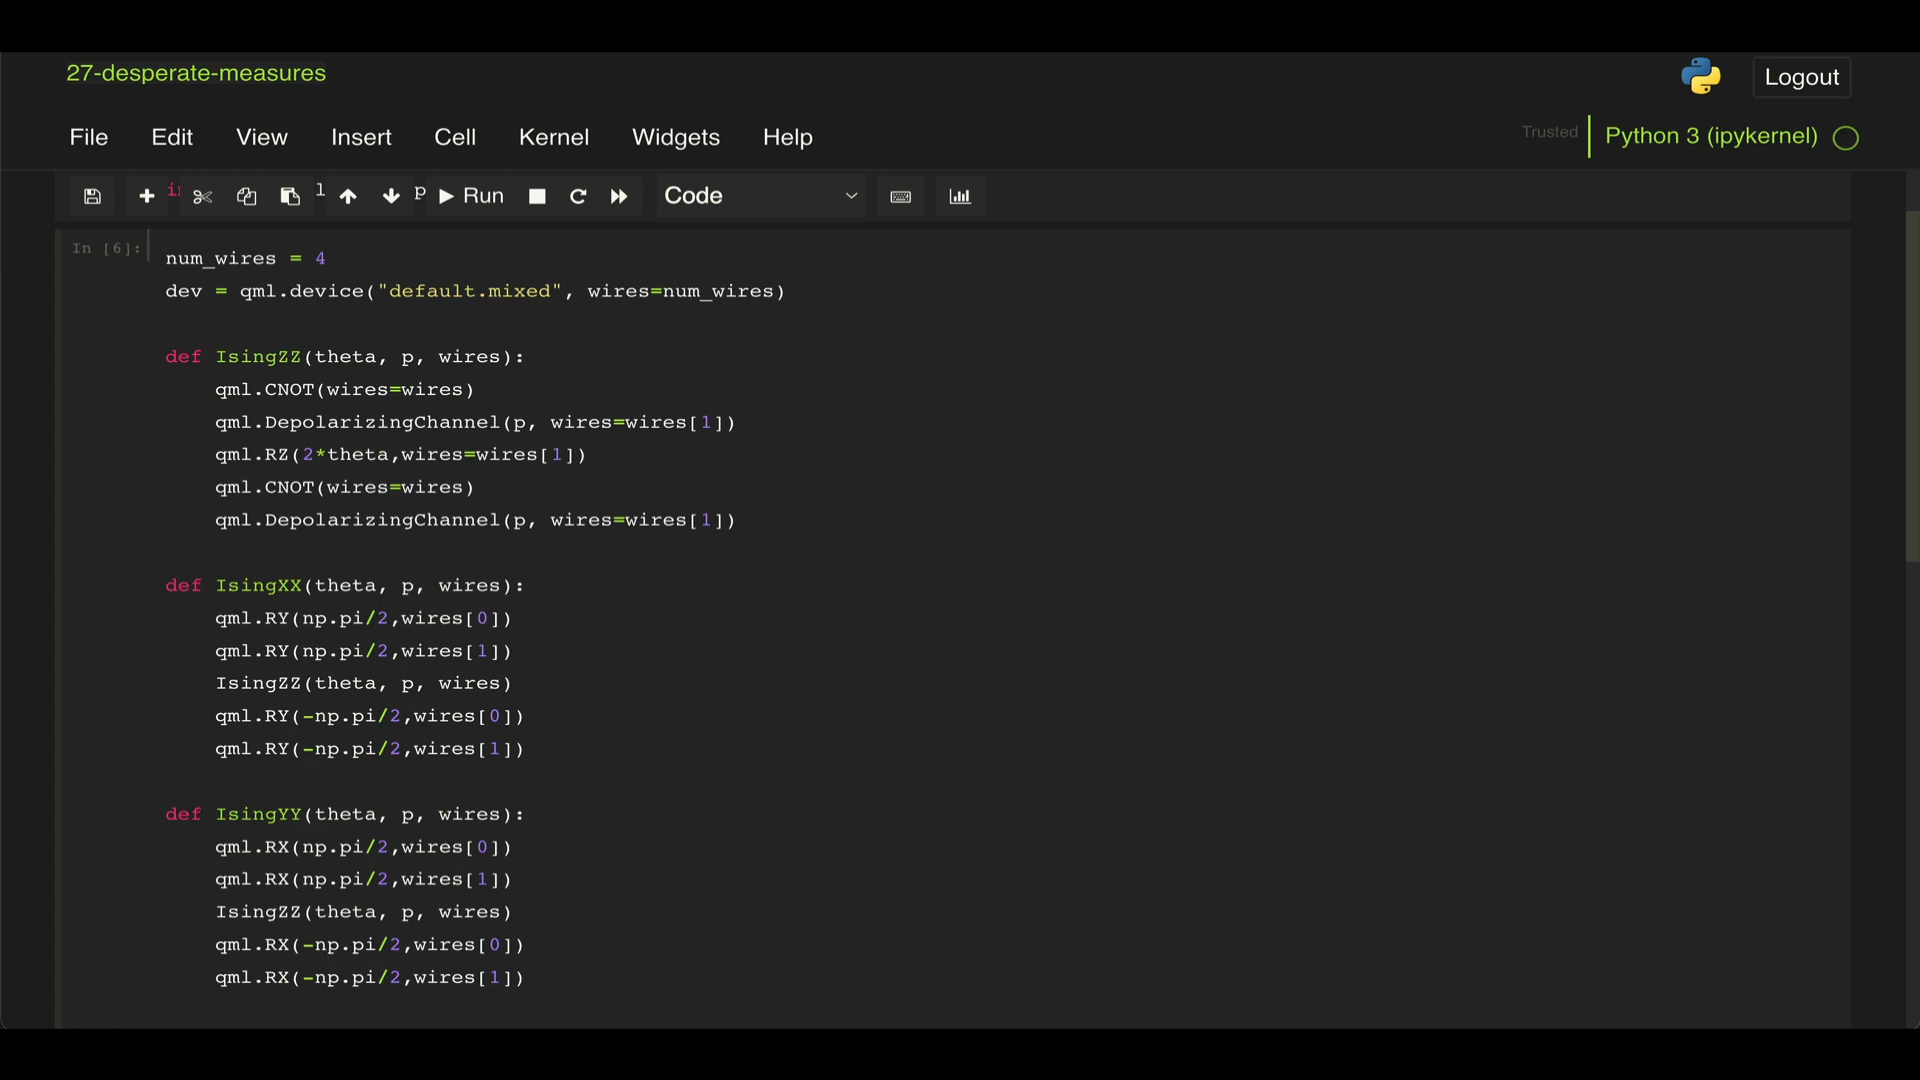 27-desperate-measures
Logout
File Edit View Insert Cell Kernel Widgets Help
Trusted Python 3 (ipykernel)
Run Code
In [6]:
num_wires = 4
dev = qml.device("default.mixed", wires=num_wires)
def IsingZZ(theta, p, wires):
qml.CNOT(wires=wires)
qml.DepolarizingChannel(p, wires=wires[1])
qml.RZ(2*theta,wires=wires[1])
qml.CNOT(wires=wires)
qml.DepolarizingChannel(p, wires=wires[1])
def IsingXX(theta, p, wires):
qml.RY(np.pi/2,wires[0])
qml.RY(np.pi/2,wires[1])
IsingZZ(theta, p, wires)
qml.RY(-np.pi/2,wires[0])
qml.RY(-np.pi/2,wires[1])
def IsingYY(theta, p, wires):
qml.RX(np.pi/2,wires[0])
qml.RX(np.pi/2,wires[1])
IsingZZ(theta, p, wires)
qml.RX(-np.pi/2,wires[0])
qml.RX(-np.pi/2,wires[1])